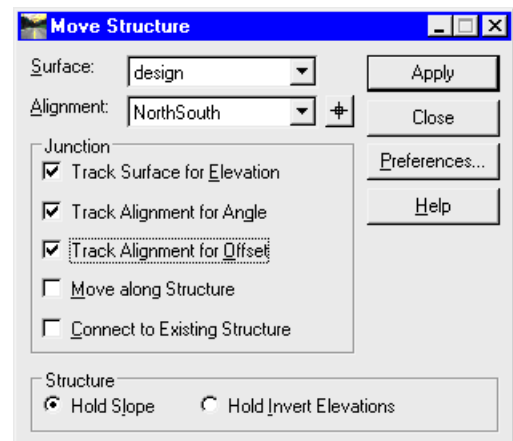 Move Structure
Surface: design
Apply
Alignment: NorthSouth
Close
Junction
Preferences...
Track Surface for Elevation
Help
Track Alignment for Angle
Track Alignment for Offset
Move along Structure
Connect to Existing Structure
Structure
Hold Slope Hold Invert Elevations